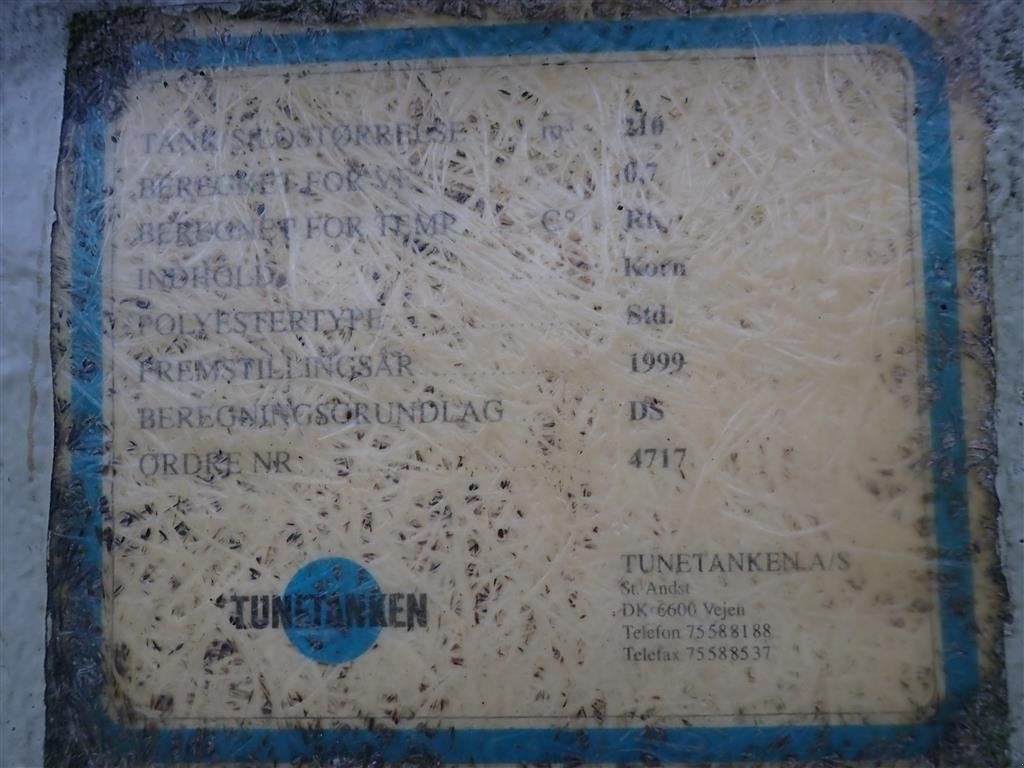 TANK/SILOSTØRRELSE m³ 210
BEREGNET FOR VF. 0,7
BEREGNET FOR TEMP. C° Rt.
INDHOLD Korn
POLYESTERTYPE Std.
FREMSTILLINGSÅR 1999
BEREGNINGSGRUNDLAG DS
ORDRE NR 4717
TUNETANKEN
TUNETANKEN A/S
St. Andst
DK-6600 Vejen
Telefon 75588188
Telefax 75588537